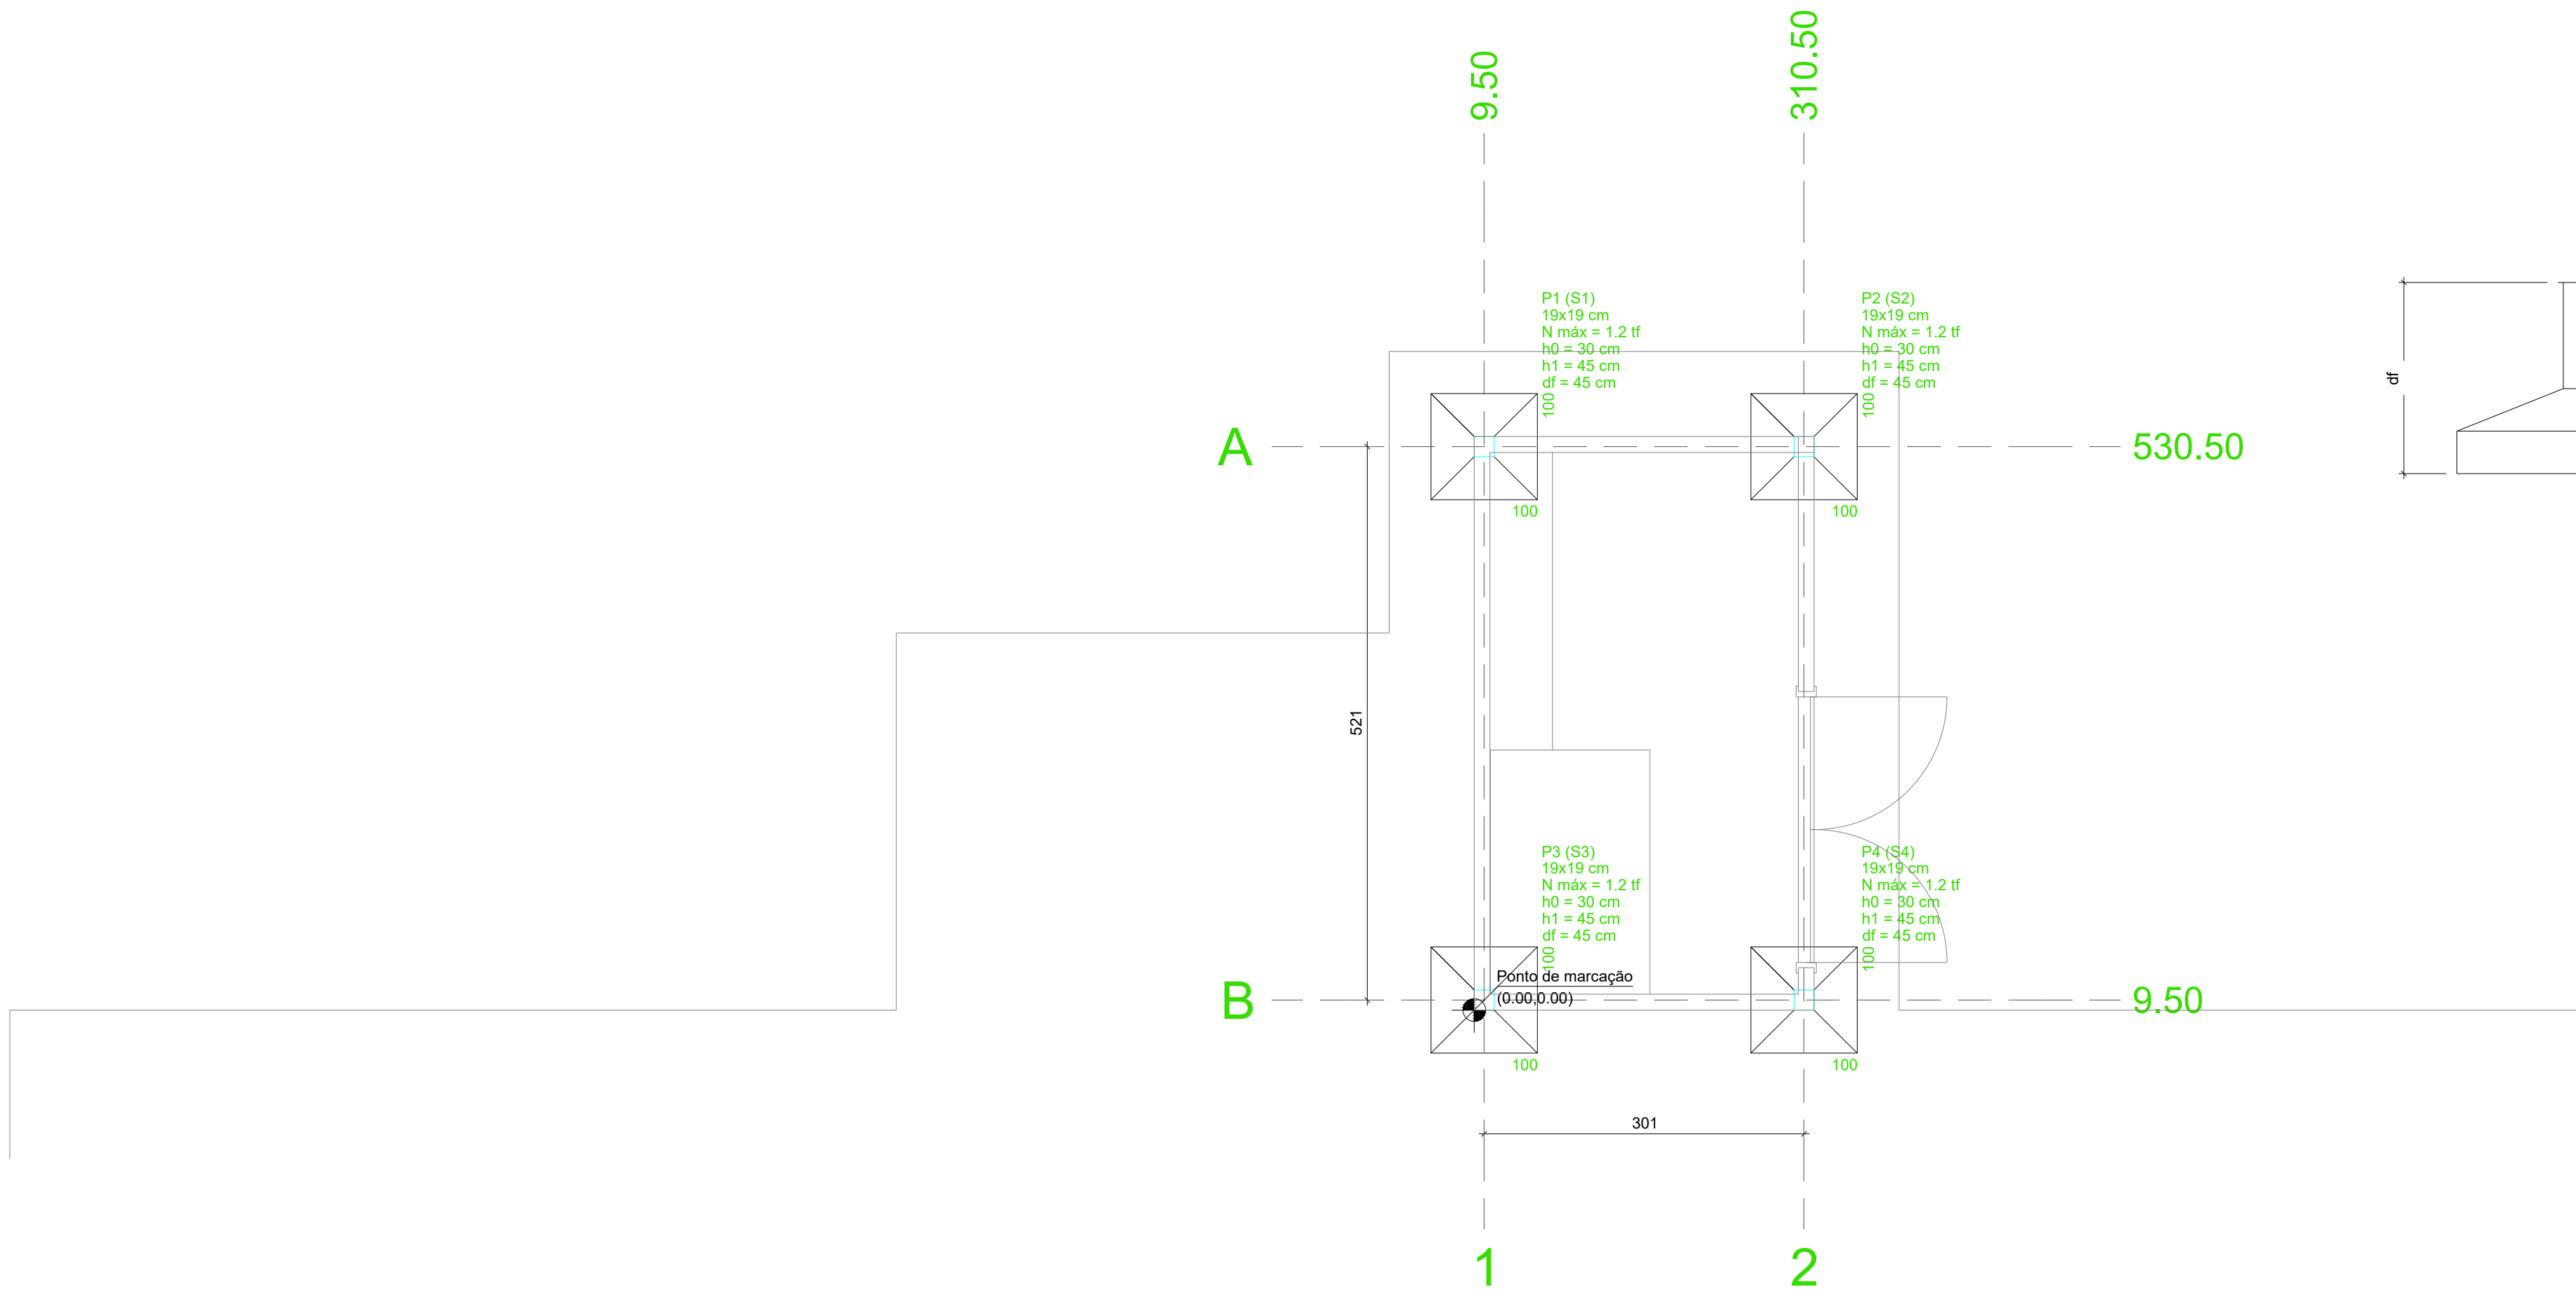 9.50
310.50
P1 (S1)
19x19 cm
N máx = 1.2 tf
h0 = 30 cm
h1 = 45 cm
df = 45 cm
100
100
P2 (S2)
19x19 cm
N máx = 1.2 tf
h0 = 30 cm
h1 = 45 cm
df = 45 cm
100
100
df
A
530.50
521
P3 (S3)
19x19 cm
N máx = 1.2 tf
h0 = 30 cm
h1 = 45 cm
df = 45 cm
100
Ponto de marcação
(0.00,0.00)
100
P4 (S4)
19x19 cm
N máx = 1.2 tf
h0 = 30 cm
h1 = 45 cm
df = 45 cm
100
100
B
9.50
301
1
2